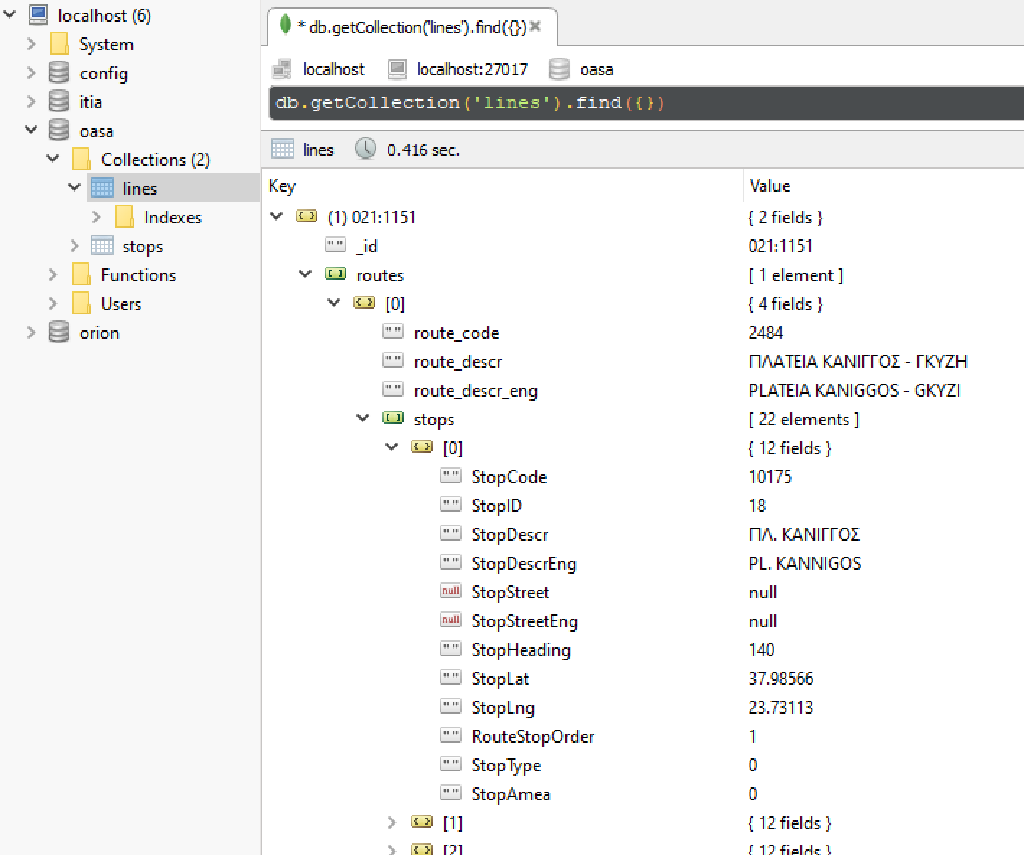 localhost (6)
System
config
itia
oasa
Collections (2)
lines
Indexes
stops
Functions
Users
orion
* db.getCollection('lines').find({})
localhost localhost:27017 oasa
db.getCollection('lines').find({})
lines 0.416 sec.
Key Value
(1) 021:1151 { 2 fields }
_id 021:1151
routes [ 1 element ]
[0] { 4 fields }
route_code 2484
route_descr ΠΛΑΤΕΙΑ ΚΑΝΙΓΓΟΣ - ΓΚΥΖΗ
route_descr_eng PLATEIA KANIGGOS - GKYZI
stops [ 22 elements ]
[0] { 12 fields }
StopCode 10175
StopID 18
StopDescr ΠΛ. ΚΑΝΙΓΓΟΣ
StopDescrEng PL. KANNIGOS
null StopStreet null
null StopStreetEng null
StopHeading 140
StopLat 37.98566
StopLng 23.73113
RouteStopOrder 1
StopType 0
StopAmea 0
[1] { 12 fields }
[2] { 12 fields }